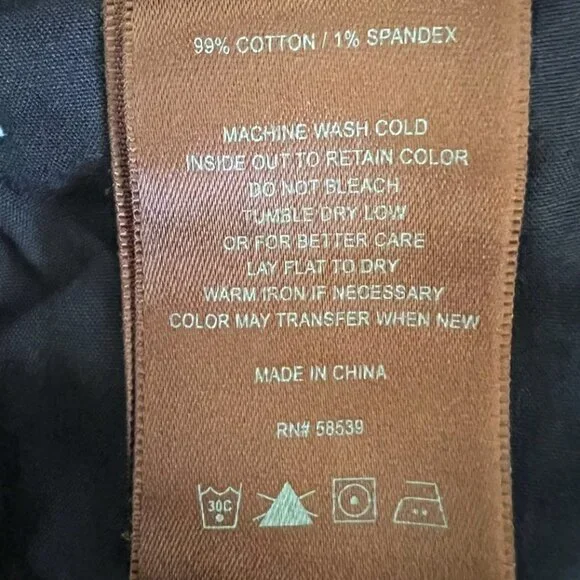 99% COTTON / 1% SPANDEX
MACHINE WASH COLD
INSIDE OUT TO RETAIN COLOR
DO NOT BLEACH
TUMBLE DRY LOW
OR FOR BETTER CARE
LAY FLAT TO DRY
WARM IRON IF NECESSARY
COLOR MAY TRANSFER WHEN NEW
MADE IN CHINA
RN# 58539
30C